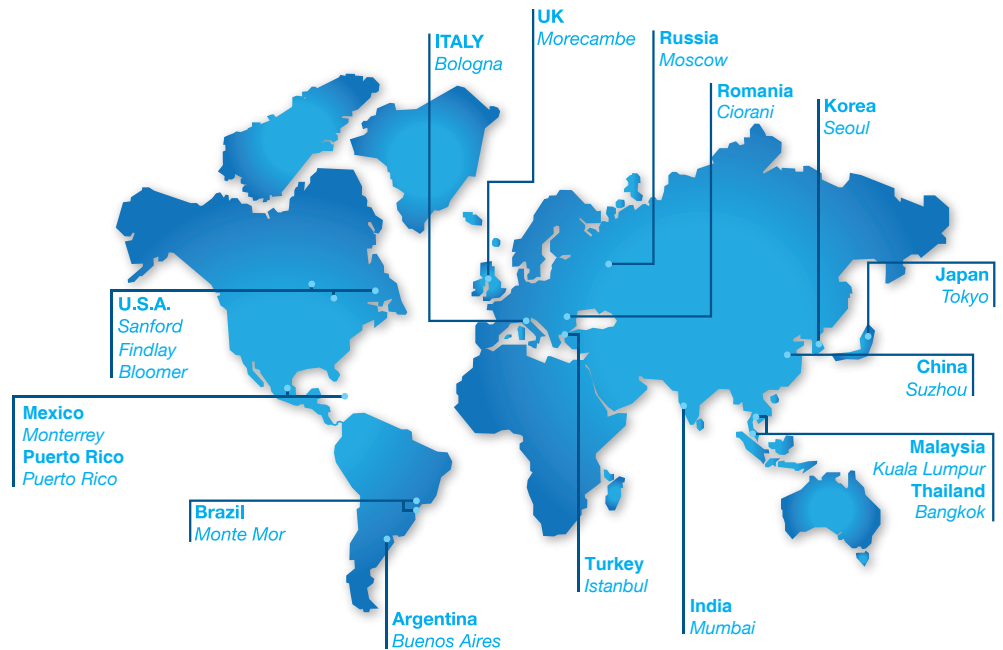 UK
Morecambe
ITALY
Bologna
Russia
Moscow
Romania
Ciorani
Korea
Seoul
Japan
Tokyo
U.S.A.
Sanford
Findlay
Bloomer
China
Suzhou
Mexico
Monterrey
Puerto Rico
Puerto Rico
Malaysia
Kuala Lumpur
Thailand
Bangkok
Brazil
Monte Mor
Turkey
Istanbul
India
Mumbai
Argentina
Buenos Aires